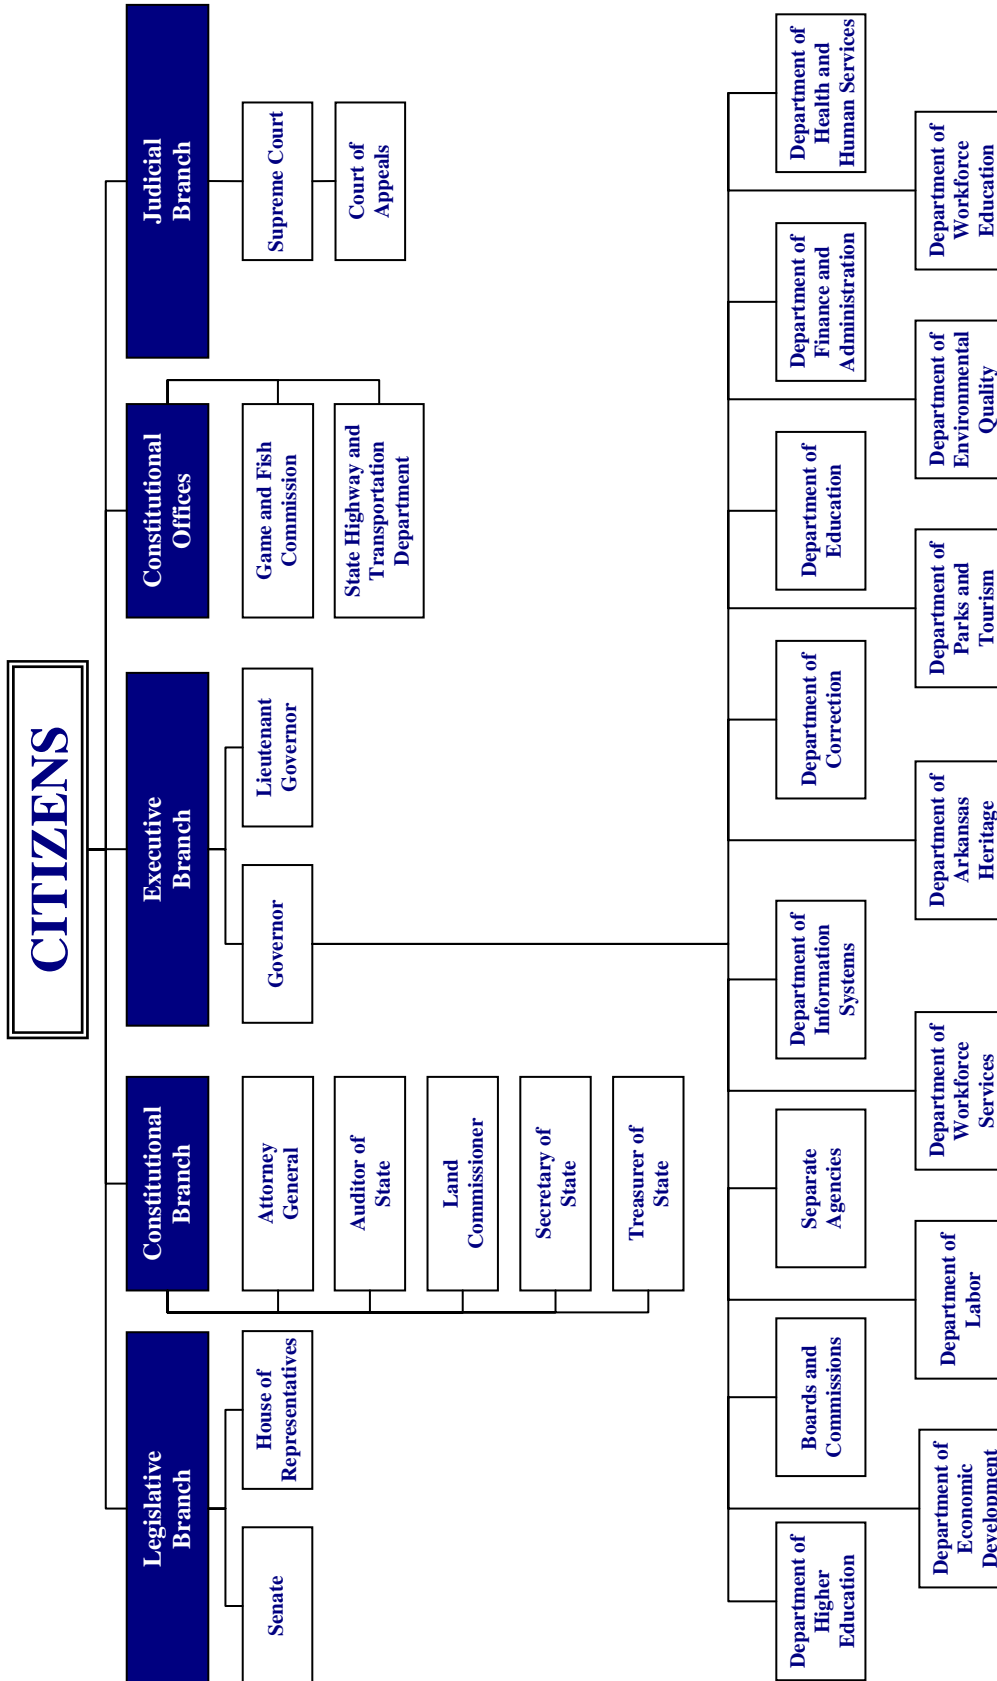 CITIZENS
Legislative
Branch
Constitutional
Branch
Executive
Branch
Constitutional
Offices
Judicial
Branch
Senate
House of
Representatives
Attorney
General
Auditor of
State
Land
Commissioner
Secretary of
State
Treasurer of
State
Governor
Lieutenant
Governor
Game and Fish
Commission
State Highway and
Transportation
Department
Supreme Court
Court of
Appeals
Department of
Higher
Education
Boards and
Commissions
Separate
Agencies
Department of
Information
Systems
Department of
Correction
Department of
Education
Department of
Finance and
Administration
Department of
Health and
Human Services
Department of
Economic
Development
Department of
Labor
Department of
Workforce
Services
Department of
Arkansas
Heritage
Department of
Parks and
Tourism
Department of
Environmental
Quality
Department of
Workforce
Education